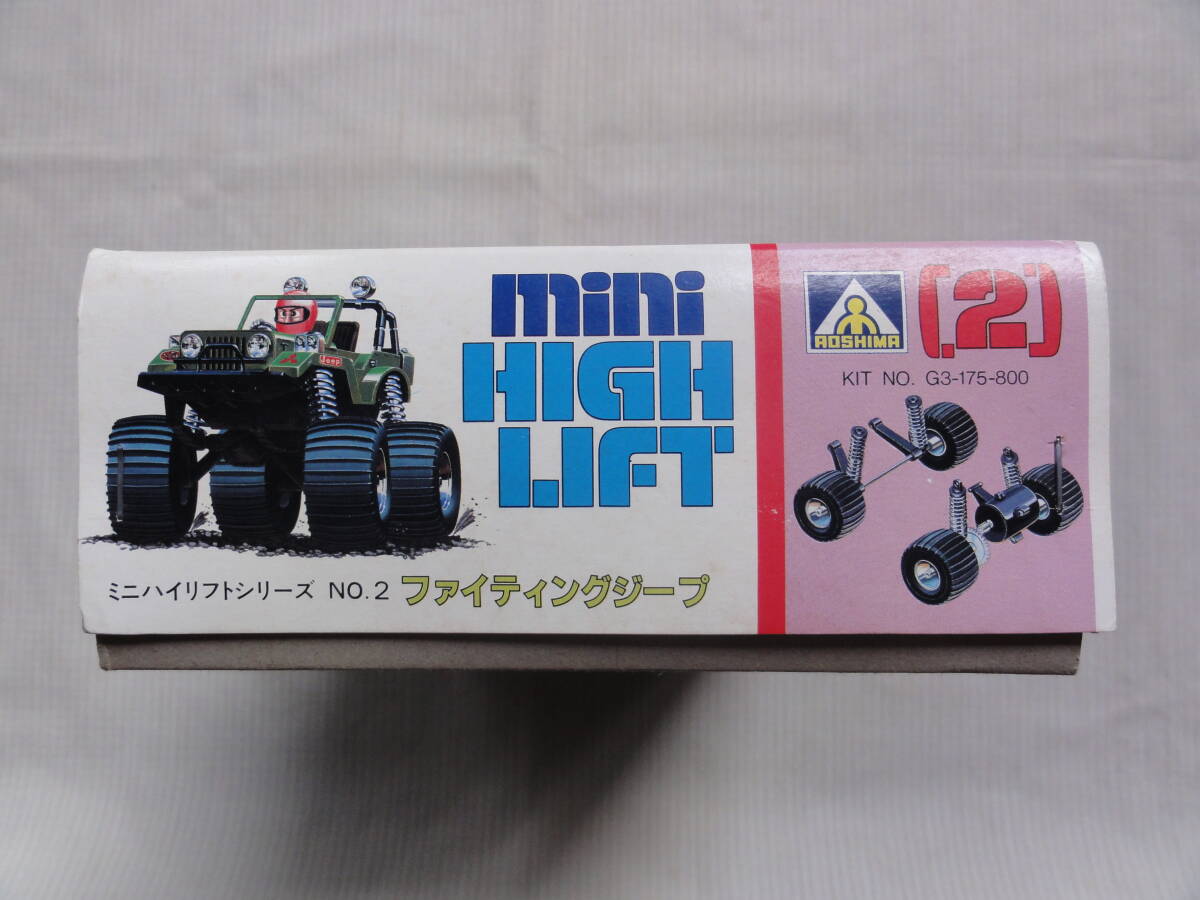 mini
HIGH
LIFT
Jeep
ミニハイリフトシリーズ NO.2 ファイティングジープ
AOSHIMA
[2]
KIT NO. G3-175-800